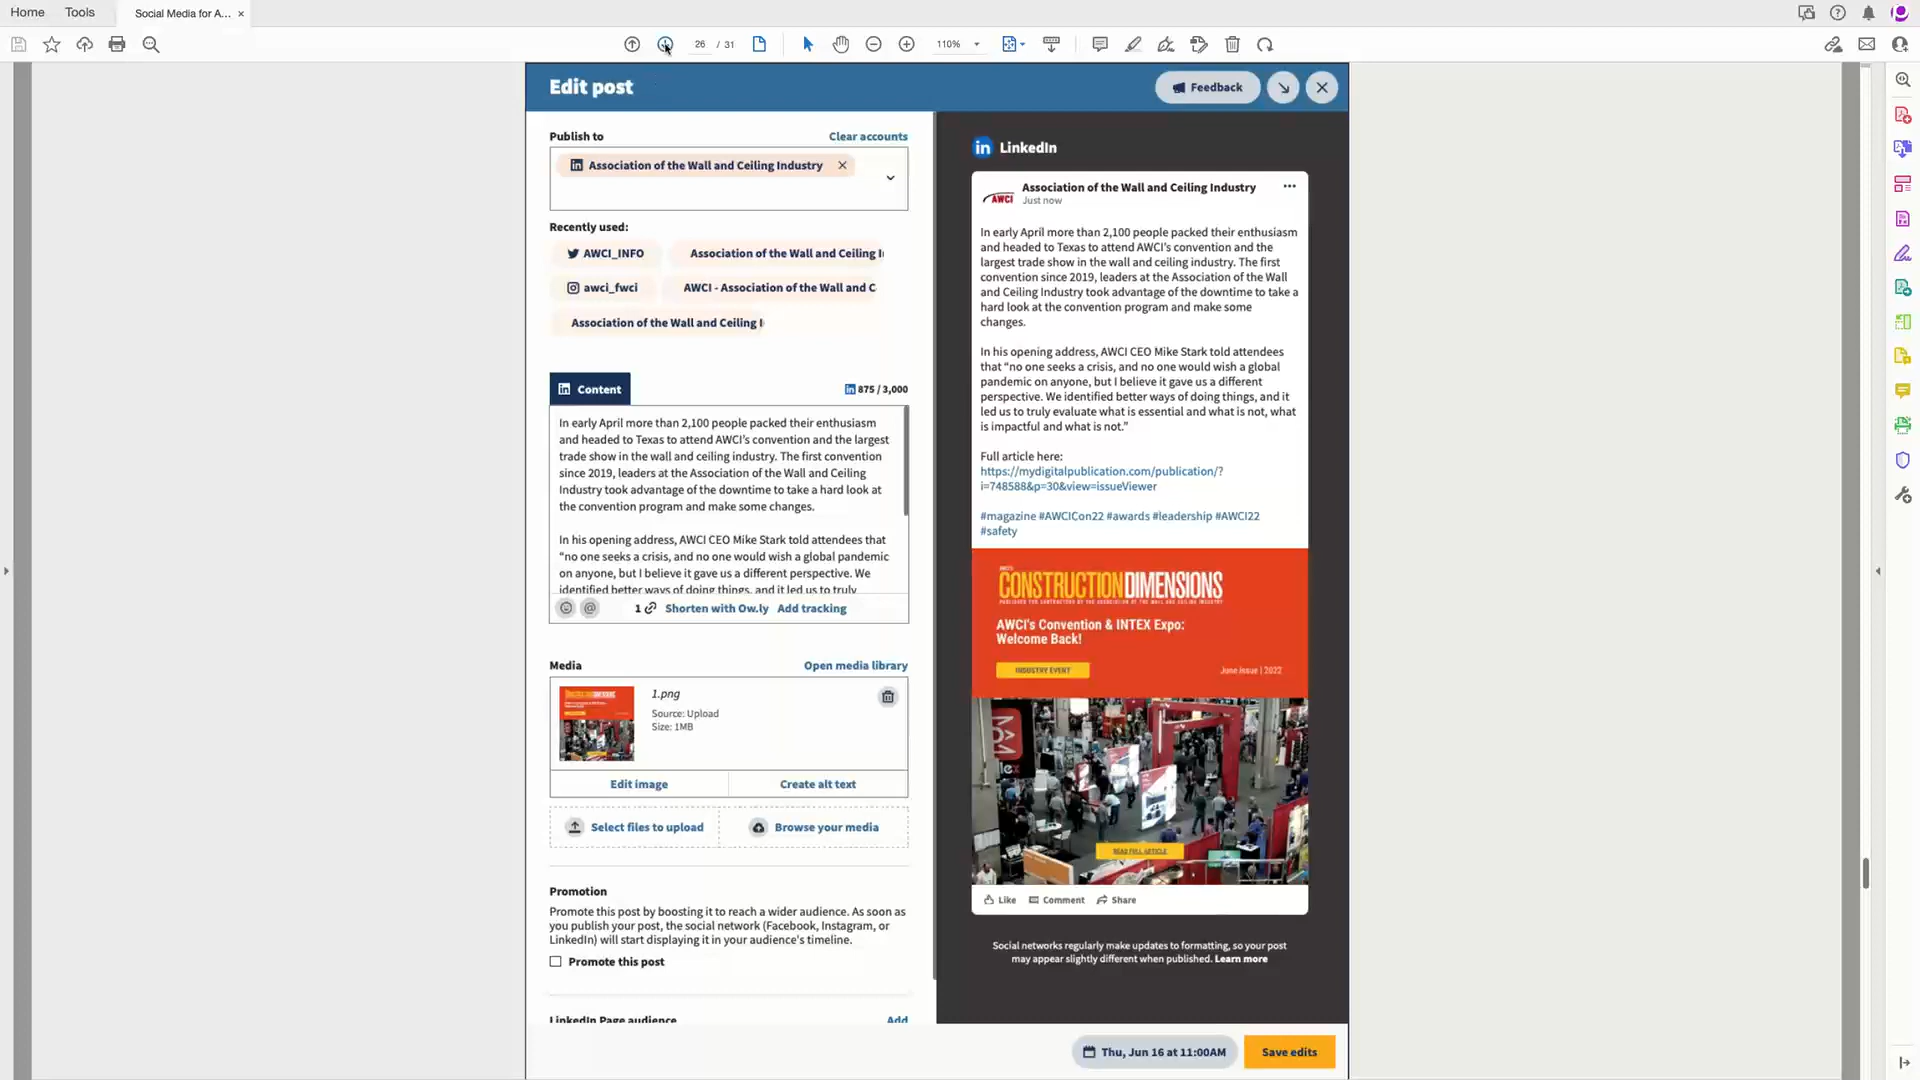 Home
Tools
Social Media for A...
26 / 31
110%
Edit post
Feedback
Publish to
Clear accounts
Association of the Wall and Ceiling Industry
Recently used:
AWCI_INFO
Association of the Wall and Ceiling I
awci_fwci
AWCI - Association of the Wall and C
Association of the Wall and Ceiling I
Content
875 / 3,000
In early April more than 2,100 people packed their enthusiasm
and headed to Texas to attend AWCI's convention and the largest
trade show in the wall and ceiling industry. The first convention
since 2019, leaders at the Association of the Wall and Ceiling
Industry took advantage of the downtime to take a hard look at
the convention program and make some changes.
In his opening address, AWCI CEO Mike Stark told attendees that
“no one seeks a crisis, and no one would wish a global pandemic
on anyone, but I believe it gave us a different perspective. We
identified better ways of doing things, and it led us to truly
1
Shorten with Ow.ly
Add tracking
Media
Open media library
1.png
Source: Upload
Size: 1MB
Edit image
Create alt text
Select files to upload
Browse your media
Promotion
Promote this post by boosting it to reach a wider audience. As soon as
you publish your post, the social network (Facebook, Instagram, or
LinkedIn) will start displaying it in your audience's timeline.
Promote this post
LinkedIn Page audience
Add
in LinkedIn
AWCI
Association of the Wall and Ceiling Industry
Just now
In early April more than 2,100 people packed their enthusiasm
and headed to Texas to attend AWCI's convention and the
largest trade show in the wall and ceiling industry. The first
convention since 2019, leaders at the Association of the Wall
and Ceiling Industry took advantage of the downtime to take a
hard look at the convention program and make some
changes.
In his opening address, AWCI CEO Mike Stark told attendees
that “no one seeks a crisis, and no one would wish a global
pandemic on anyone, but I believe it gave us a different
perspective. We identified better ways of doing things, and it
led us to truly evaluate what is essential and what is not, what
is impactful and what is not.”
Full article here:
https://mydigitalpublication.com/publication/?
i=748588&p=30&view=issueViewer
#magazine #AWCICon22 #awards #leadership #AWCI22
#safety
CONSTRUCTION DIMENSIONS
AWCI's Convention & INTEX Expo:
Welcome Back!
INDUSTRY EVENT
June Issue | 2022
READ FULL ARTICLE
Like
Comment
Share
Social networks regularly make updates to formatting, so your post
may appear slightly different when published. Learn more
Thu, Jun 16 at 11:00AM
Save edits